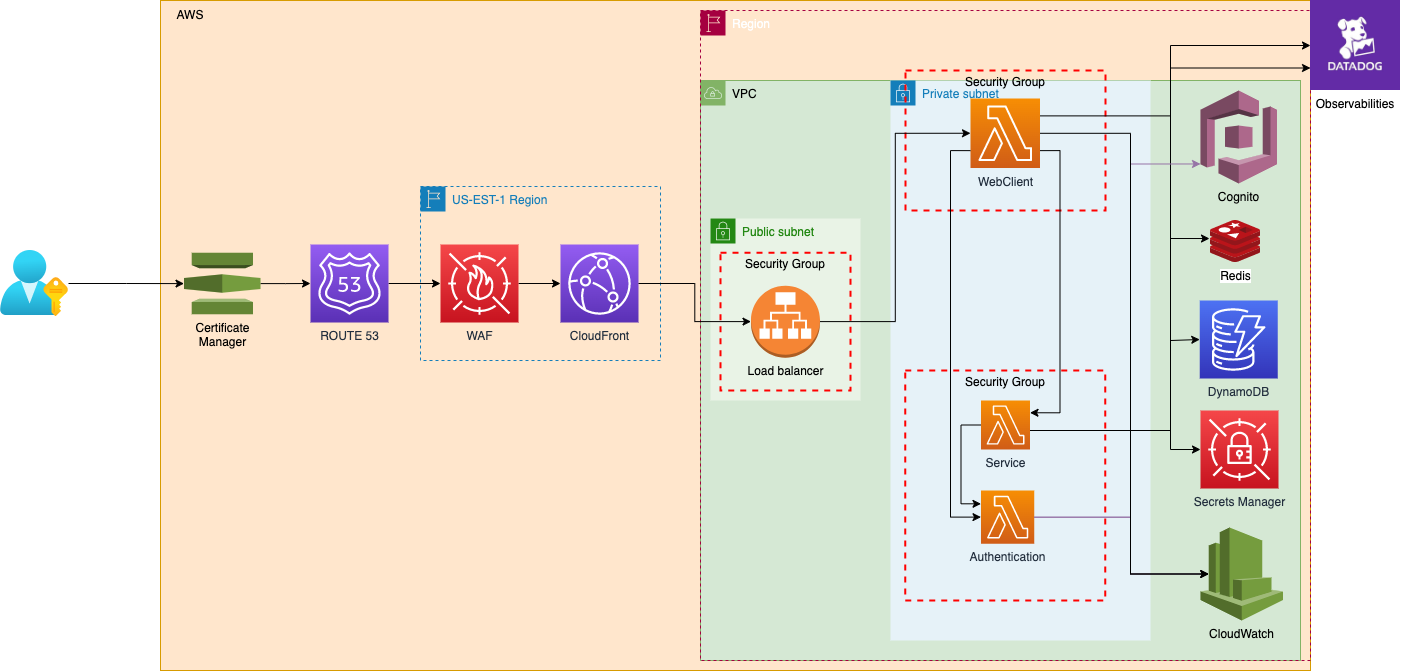 AWS
Region
DATADOG
Observabilities
VPC
Private subnet
Security Group
WebClient
Cognito
US-EST-1 Region
Public subnet
Security Group
Load balancer
Redis
53
Certificate
Manager
ROUTE 53
WAF
CloudFront
DynamoDB
Security Group
Service
Secrets Manager
Authentication
CloudWatch